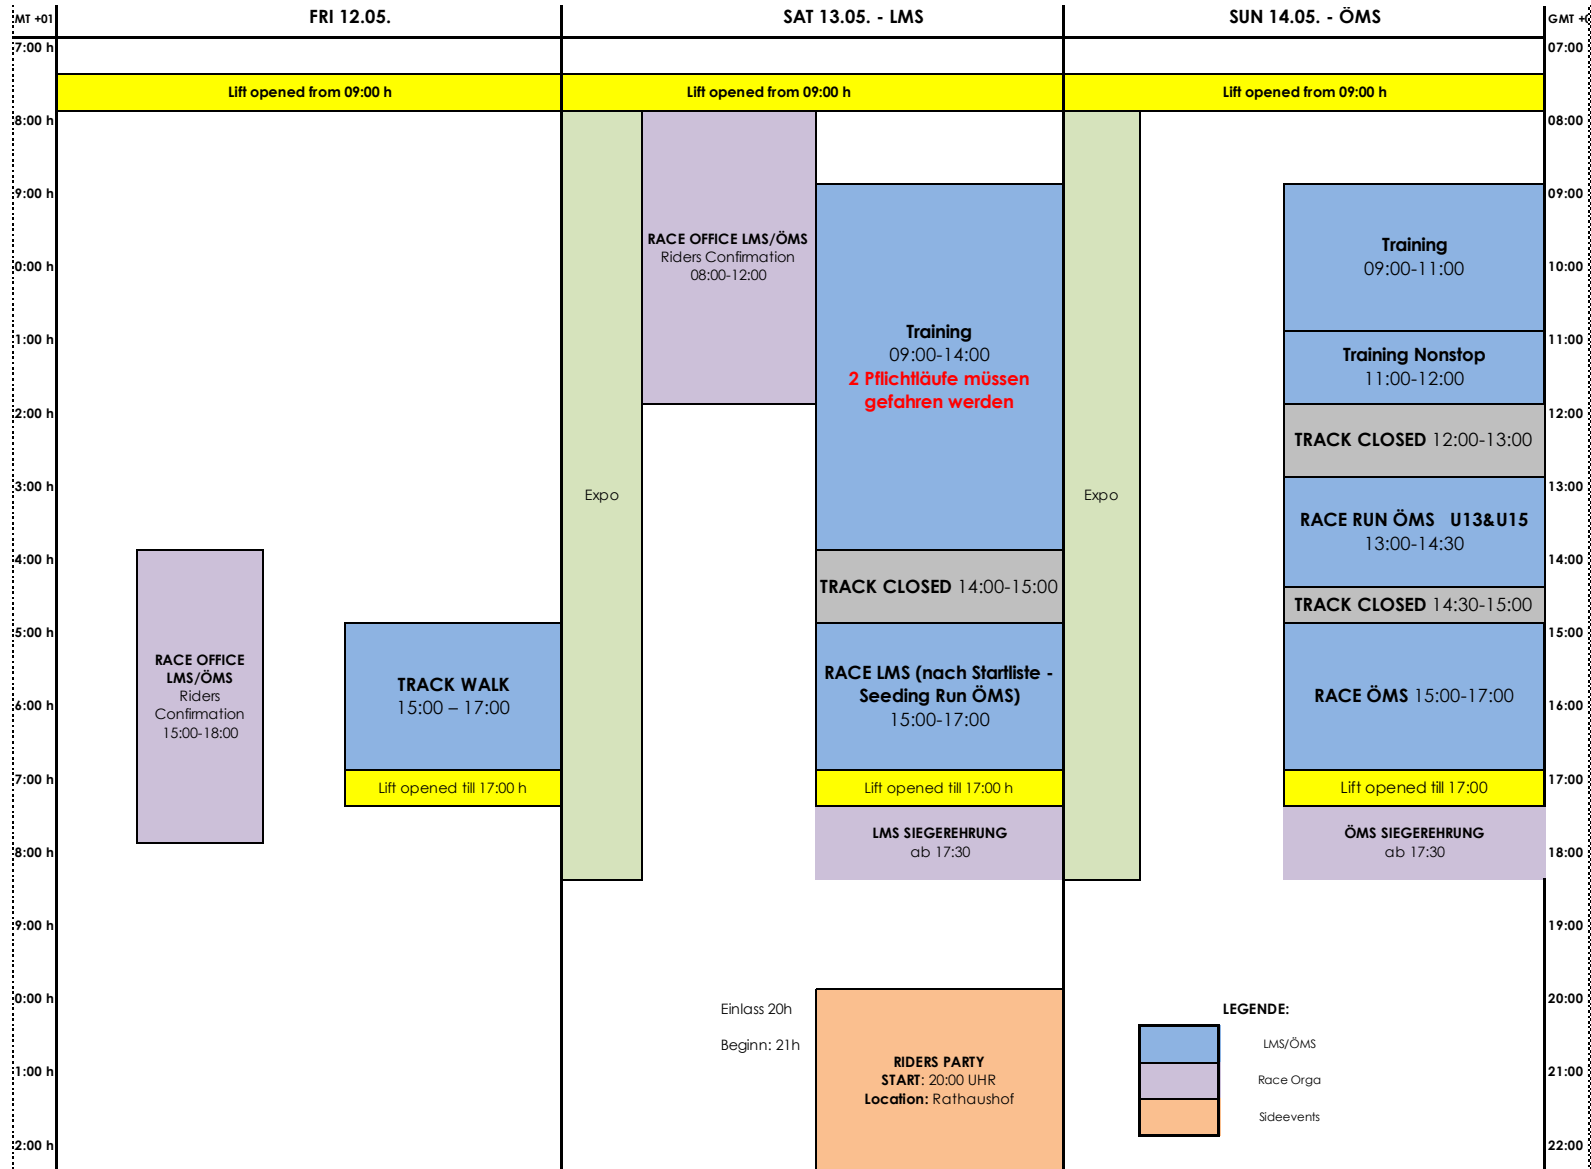 MT +01
FRI 12.05.
SAT 13.05. - LMS
SUN 14.05. - ÖMS
GMT +(
7:00 h
07:00
Lift opened from 09:00 h
Lift opened from 09:00 h
Lift opened from 09:00 h
8:00 h
08:00
9:00 h
09:00
RACE OFFICE LMS/ÖMS
Riders Confirmation
08:00-12:00
Training
09:00-11:00
0:00 h
10:00
Training
09:00-14:00
2 Pflichtläufe müssen
gefahren werden
1:00 h
11:00
Training Nonstop
11:00-12:00
2:00 h
12:00
TRACK CLOSED 12:00-13:00
3:00 h
Expo
Expo
13:00
RACE RUN ÖMS U13&U15
13:00-14:30
4:00 h
14:00
TRACK CLOSED 14:00-15:00
TRACK CLOSED 14:30-15:00
5:00 h
15:00
RACE OFFICE
LMS/ÖMS
Riders
Confirmation
15:00-18:00
TRACK WALK
15:00 – 17:00
RACE LMS (nach Startliste -
Seeding Run ÖMS)
15:00-17:00
RACE ÖMS 15:00-17:00
6:00 h
16:00
7:00 h
17:00
Lift opened till 17:00 h
Lift opened till 17:00 h
Lift opened till 17:00
LMS SIEGEREHRUNG
ab 17:30
ÖMS SIEGEREHRUNG
ab 17:30
8:00 h
18:00
9:00 h
19:00
0:00 h
20:00
Einlass 20h
Beginn: 21h
RIDERS PARTY
START: 20:00 UHR
Location: Rathaushof
LEGENDE:
LMS/ÖMS
Race Orga
Sideevents
1:00 h
21:00
2:00 h
22:00